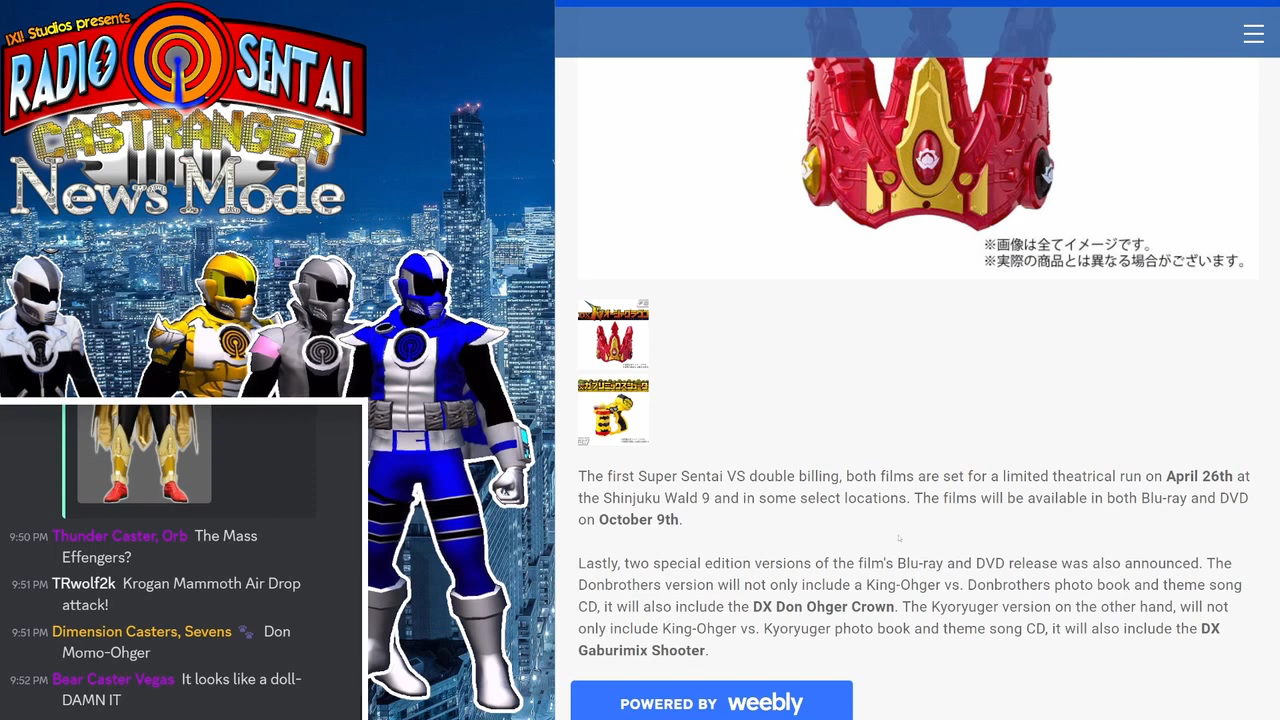 IXII Studios presents
RADIO SENTAI
CASTRANGER
News Mode
※画像は全てイメージです。
※実際の商品とは異なる場合がございます。
The first Super Sentai VS double billing, both films are set for a limited theatrical run on April 26th at
the Shinjuku Wald 9 and in some select locations. The films will be available in both Blu-ray and DVD
on October 9th.
Lastly, two special edition versions of the film's Blu-ray and DVD release was also announced. The
Donbrothers version will not only include a King-Ohger vs. Donbrothers photo book and theme song
CD, it will also include the DX Don Ohger Crown. The Kyoryuger version on the other hand, will not
only include King-Ohger vs. Kyoryuger photo book and theme song CD, it will also include the DX
Gaburimix Shooter.
POWERED BY weebly
9:50 PM Thunder Caster, Orb The Mass
Effengers?
9:51 PM TRwolf2k Krogan Mammoth Air Drop
attack!
9:51 PM Dimension Casters, Sevens 🐾 Don
Momo-Ohger
9:52 PM Bear Caster Vegas It looks like a doll-
DAMN IT